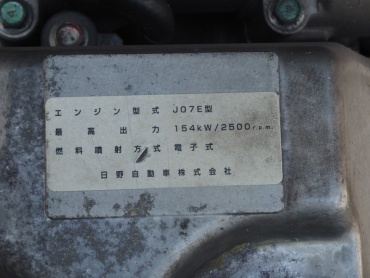 エンジン型式 J07E型
最高出力 154kW/2500r.p.m.
燃料噴射方式 電子式
日野自動車株式会社